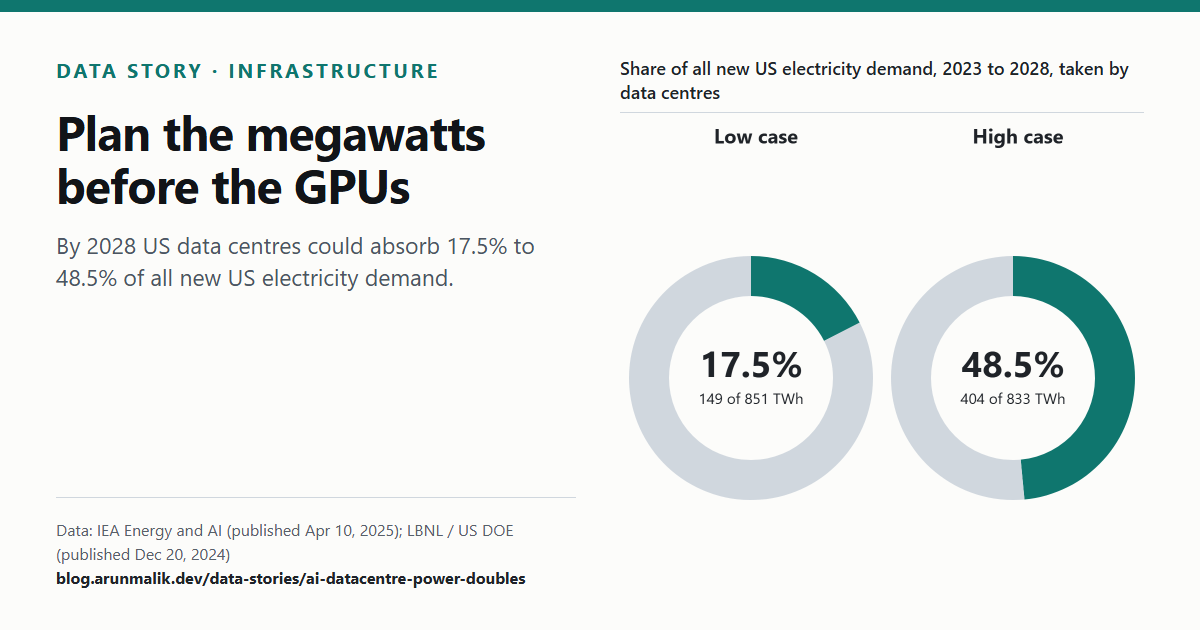 DATA STORY · INFRASTRUCTURE
Plan the megawatts
before the GPUs
By 2028 US data centres could absorb 17.5% to
48.5% of all new US electricity demand.
Data: IEA Energy and AI (published Apr 10, 2025); LBNL / US DOE
(published Dec 20, 2024)
blog.arunmalik.dev/data-stories/ai-datacentre-power-doubles
Share of all new US electricity demand, 2023 to 2028, taken by
data centres
Low case
17.5%
149 of 851 TWh
High case
48.5%
404 of 833 TWh